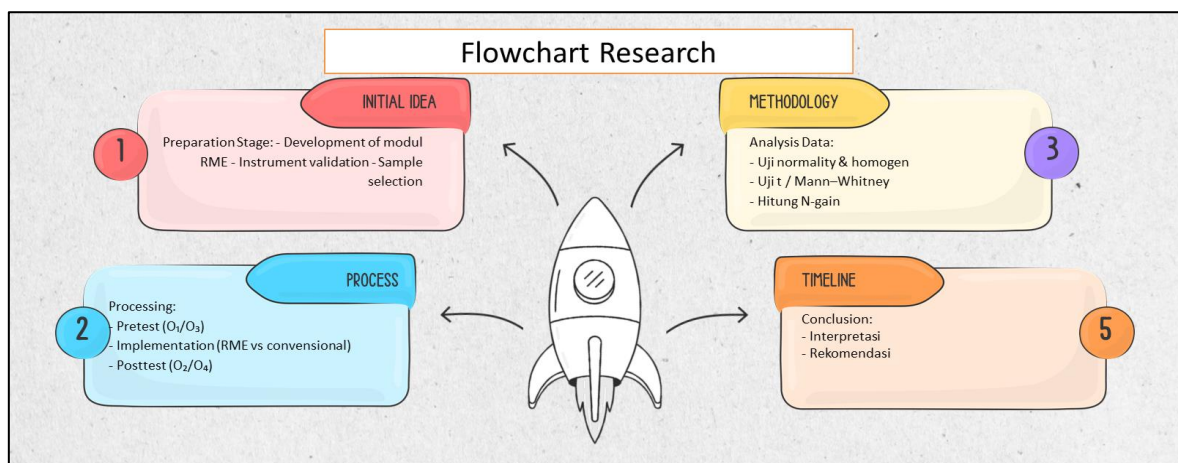 Flowchart Research
INITIAL IDEA
1
Preparation Stage: - Development of modul
RME - Instrument validation - Sample
selection
PROCESS
2
Processing:
- Pretest (O₁/O₃)
- Implementation (RME vs convensional)
- Posttest (O₂/O₄)
METHODOLOGY
3
Analysis Data:
- Uji normality & homogen
- Uji t / Mann–Whitney
- Hitung N-gain
TIMELINE
5
Conclusion:
- Interpretasi
- Rekomendasi